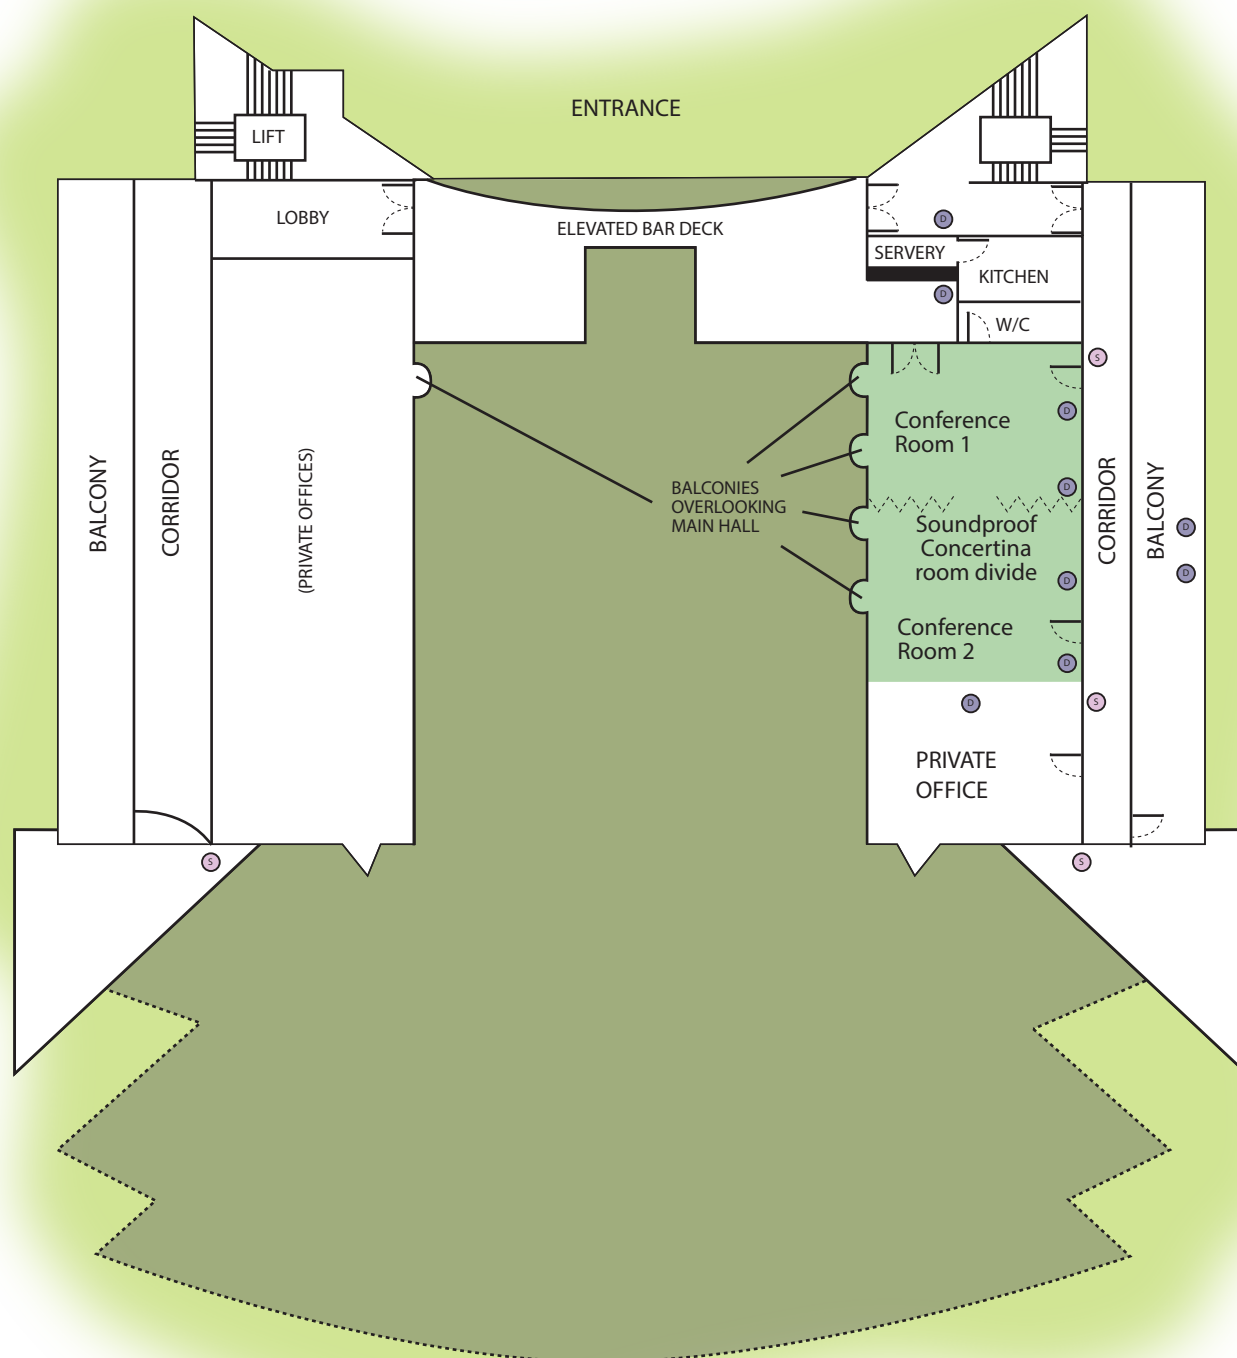 ENTRANCE
LIFT
LOBBY
ELEVATED BAR DECK
D
SERVERY
KITCHEN
D
W/C
S
Conference
Room 1
D
BALCONY
CORRIDOR
(PRIVATE OFFICES)
BALCONIES
OVERLOOKING
MAIN HALL
D
Soundproof
Concertina
room divide
CORRIDOR
BALCONY
D
D
D
Conference
Room 2
D
D
S
PRIVATE
OFFICE
S
S